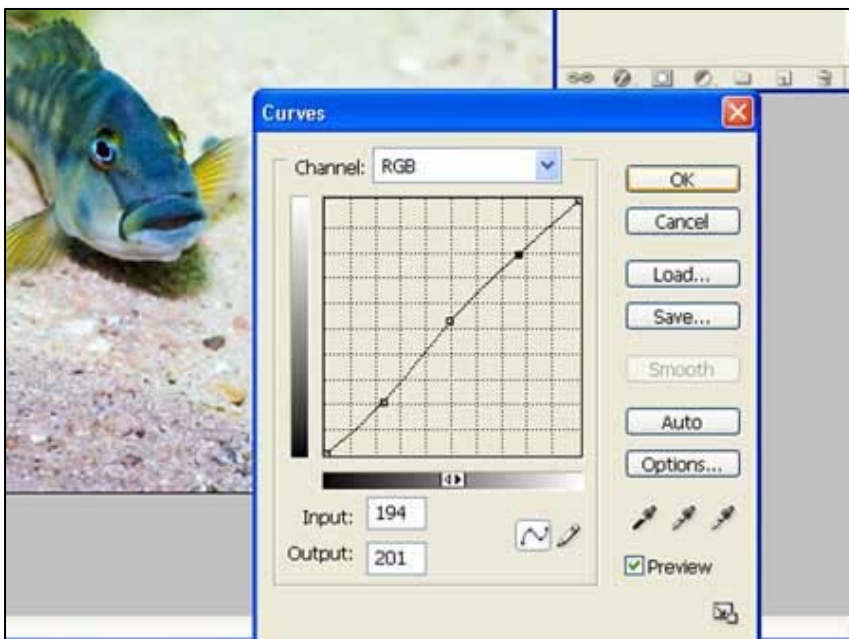 Curves
Channel: RGB
OK
Cancel
Load...
Save...
Smooth
Auto
Options...
Input: 194
Output: 201
Preview